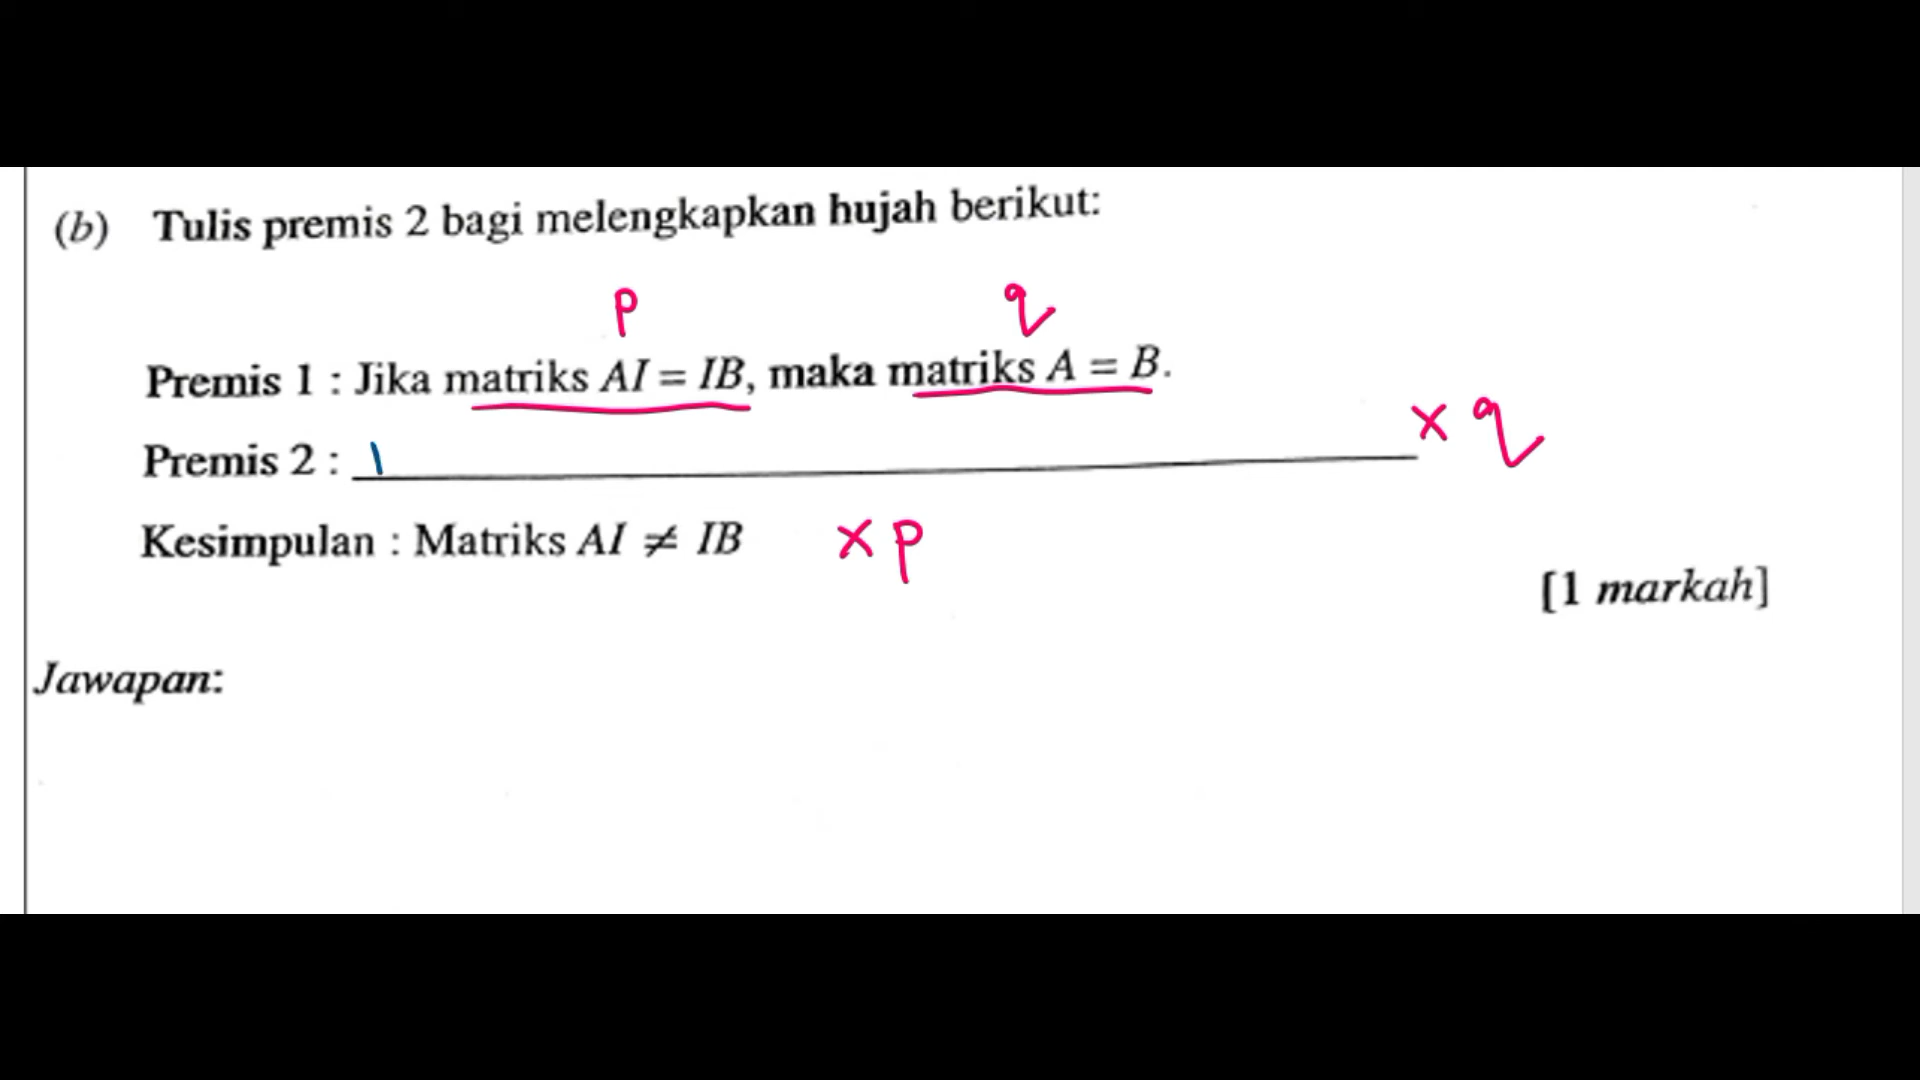 (b) Tulis premis 2 bagi melengkapkan hujah berikut:
p q
Premis 1 : Jika matriks AI = IB, maka matriks A = B.
Premis 2 : \ × q
Kesimpulan : Matriks AI ≠ IB × p
[1 markah]
Jawapan: